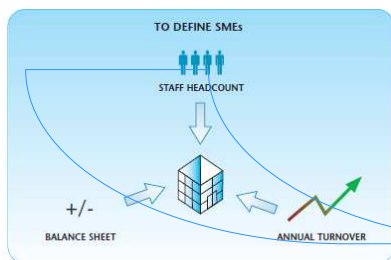 TO DEFINE SMEs
STAFF HEADCOUNT
+/-
BALANCE SHEET
ANNUAL TURNOVER